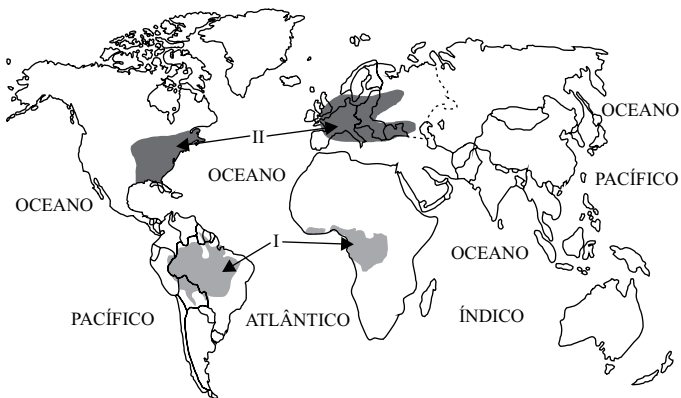 OCEANO
II
OCEANO
PACÍFICO
OCEANO
I
OCEANO
PACÍFICO
ATLÂNTICO
ÍNDICO